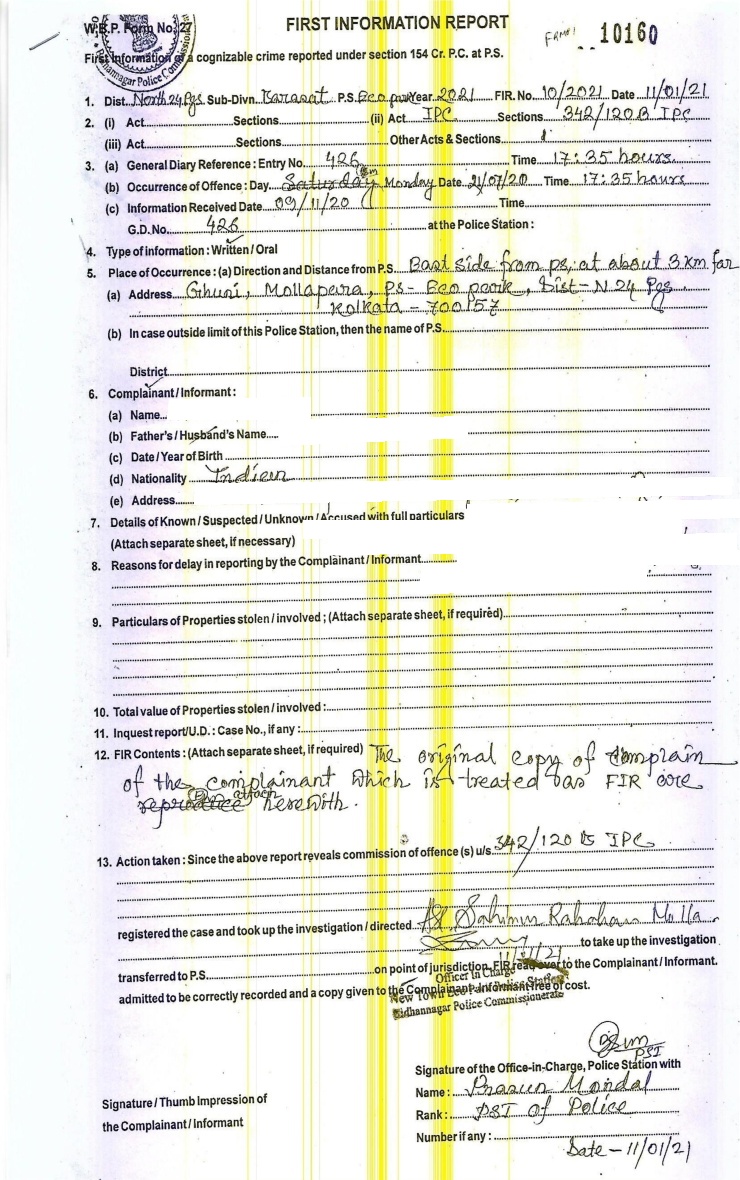 W.B.P. Form No. 27
FIRST INFORMATION REPORT
FRM# 10160
First Information of a cognizable crime reported under section 154 Cr. P.C. at P.S.
Bidhannagar Police Commissionerate
1. Dist. North 24 Pgs Sub-Divn. Barasat P.S. Eco park Year 2021 FIR. No. 10/2021 Date 11/01/21
2. (i) Act Sections (ii) Act IPC Sections 342/120B IPC
(iii) Act Sections Other Acts & Sections
3. (a) General Diary Reference : Entry No. 426 Time 17:35 hours
(b) Occurrence of Offence : Day Saturday Monday Date 21/07/20 Time 17:35 hours
(c) Information Received Date 09/11/20 Time
G.D. No. 426 at the Police Station :
4. Type of information : Written / Oral
5. Place of Occurrence : (a) Direction and Distance from P.S. East side from ps, at about 3 Km far
(a) Address Ghuni, Mollapara, Ps- Eco park, Dist- N 24 Pgs
Kolkata - 700157
(b) In case outside limit of this Police Station, then the name of P.S.
District
6. Complainant / Informant :
(a) Name
(b) Father's / Husband's Name
(c) Date / Year of Birth
(d) Nationality Indian
(e) Address
7. Details of Known / Suspected / Unknown / Accused with full particulars
(Attach separate sheet, if necessary)
8. Reasons for delay in reporting by the Complainant / Informant
9. Particulars of Properties stolen / involved ; (Attach separate sheet, if required)
10. Total value of Properties stolen / involved :
11. Inquest report/U.D. : Case No., if any :
12. FIR Contents : (Attach separate sheet, if required) The original copy of complain
of the complainant which is treated as FIR are
reproduce attach herewith.
13. Action taken : Since the above report reveals commission of offence (s) u/s. 342/120 B IPC
registered the case and took up the investigation / directed Rahaman Molla
to take up the investigation
11/01/21
transferred to P.S. on point of jurisdiction. FIR read over to the Complainant / Informant.
Officer In Charge
admitted to be correctly recorded and a copy given to the Complainant Informant free of cost.
New Town Eco Park Police Station
Bidhannagar Police Commissionerate
PSI
Signature of the Office-in-Charge, Police Station with
Name : Prasun Mondal
Signature / Thumb Impression of
the Complainant / Informant
Rank : PSI of Police
Number if any :
Date - 11/01/21